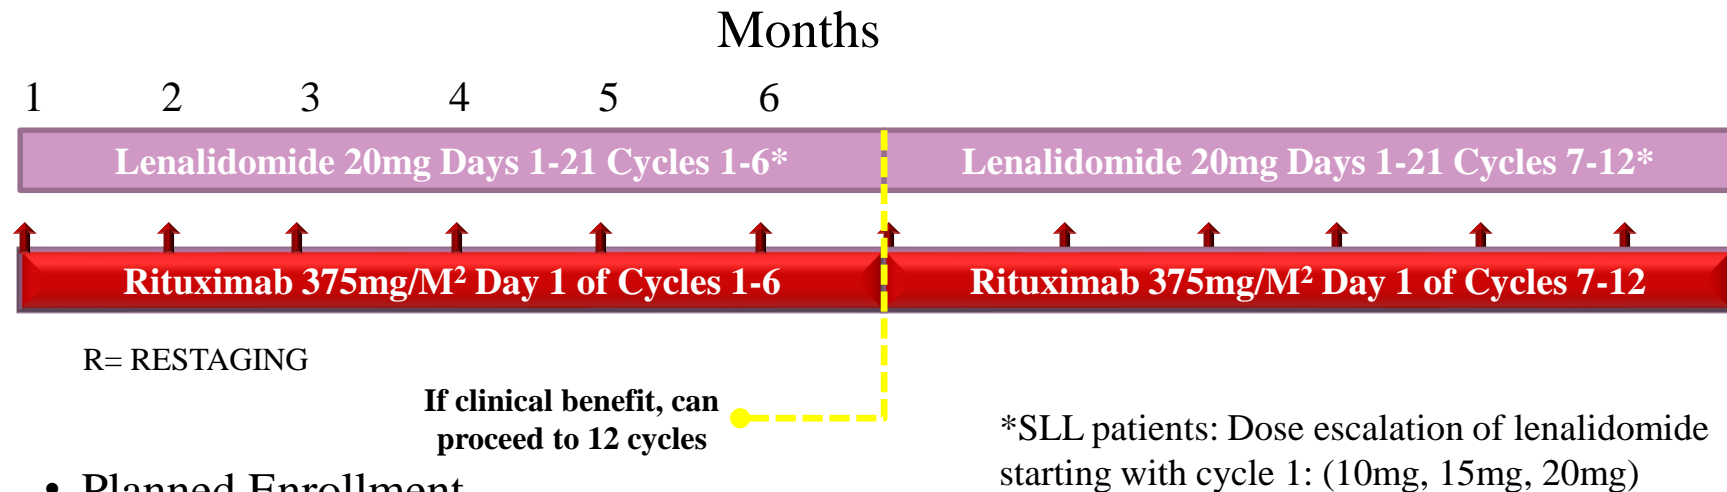 Months
1 2 3 4 5 6
Lenalidomide 20mg Days 1-21 Cycles 1-6* Lenalidomide 20mg Days 1-21 Cycles 7-12*
Rituximab 375mg/M² Day 1 of Cycles 1-6 Rituximab 375mg/M² Day 1 of Cycles 7-12
R= RESTAGING
If clinical benefit, can
proceed to 12 cycles
*SLL patients: Dose escalation of lenalidomide
starting with cycle 1: (10mg, 15mg, 20mg)
• Planned Enrollment